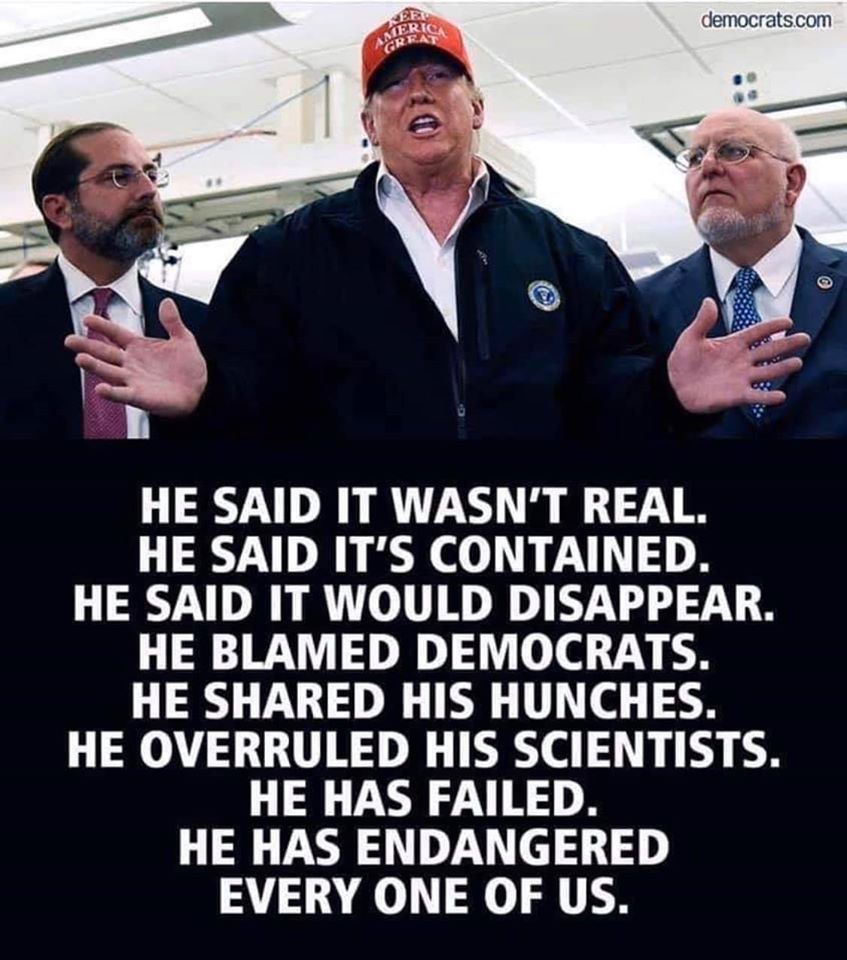 democrats.com
KEEP
AMERICA
GREAT
HE SAID IT WASN'T REAL.
HE SAID IT'S CONTAINED.
HE SAID IT WOULD DISAPPEAR.
HE BLAMED DEMOCRATS.
HE SHARED HIS HUNCHES.
HE OVERRULED HIS SCIENTISTS.
HE HAS FAILED.
HE HAS ENDANGERED
EVERY ONE OF US.